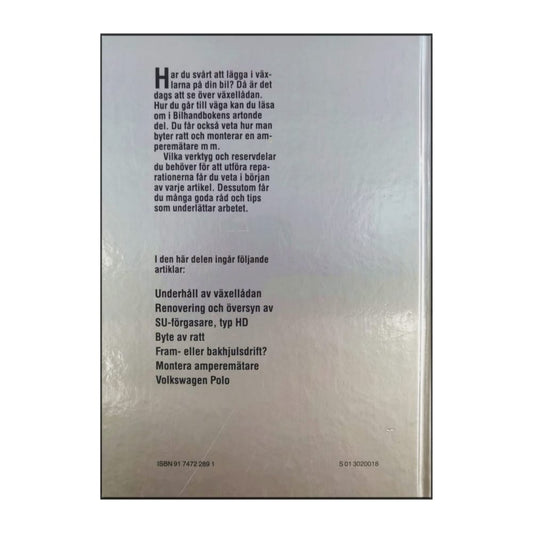 Har du svårt att lägga i väx-
larna på din bil? Då är det
dags att se över växellådan.
Hur du går till väga kan du läsa
om i Bilhandbokens artonde
del. Du får också veta hur man
byter ratt och monterar en am-
peremätare m m.
Vilka verktyg och reservdelar
du behöver för att utföra repa-
rationerna får du veta i början
av varje artikel. Dessutom får
du många goda råd och tips
som underlättar arbetet.
I den här delen ingår följande
artiklar:
Underhåll av växellådan
Renovering och översyn av
SU-förgasare, typ HD
Byte av ratt
Fram- eller bakhjulsdrift?
Montera amperemätare
Volkswagen Polo
ISBN 91 7472 289 1
S 01 3020018